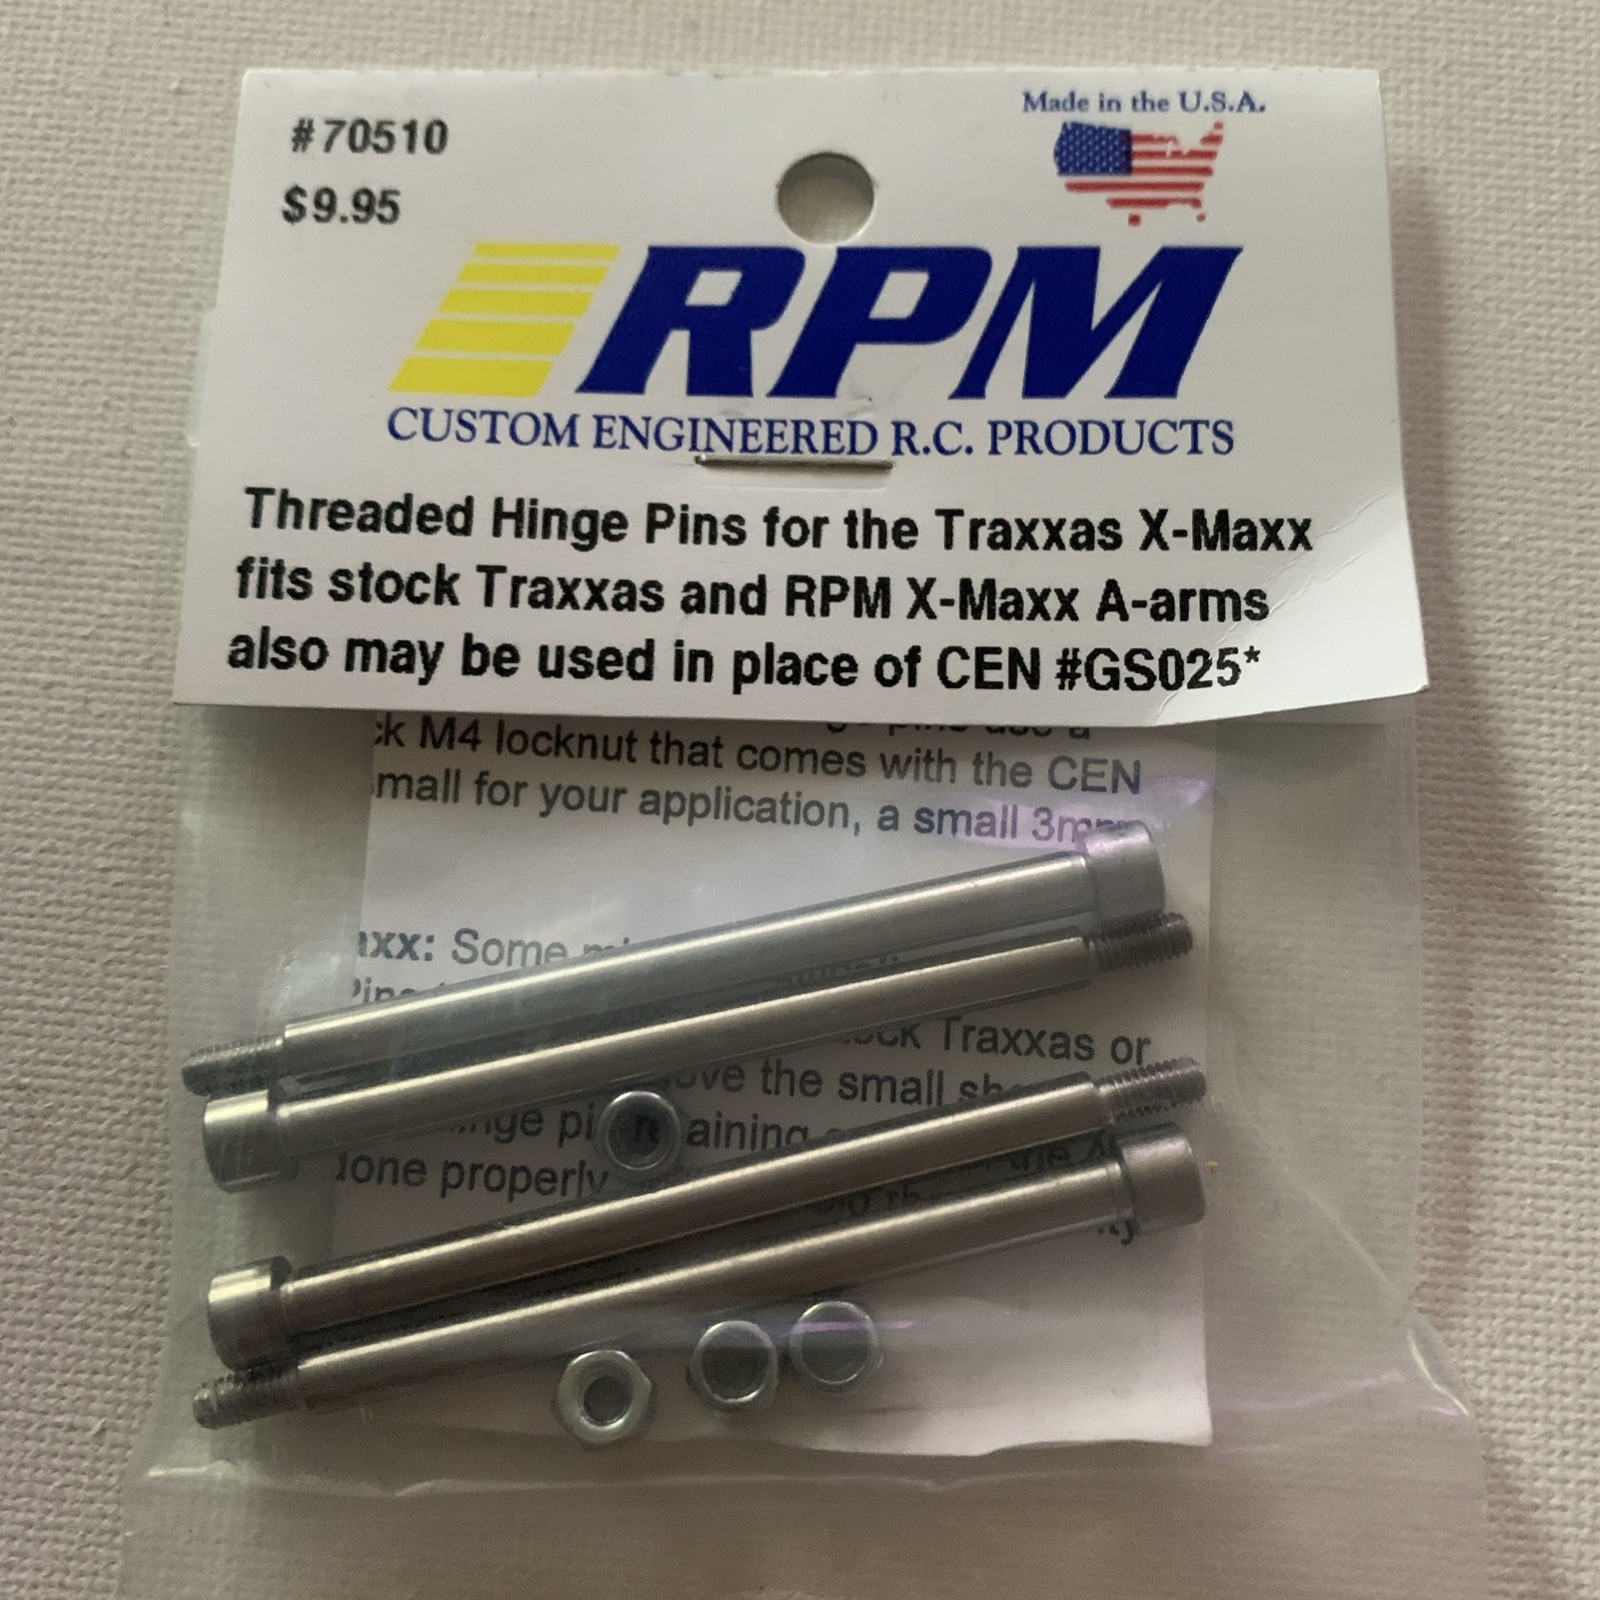 #70510
$9.95
Made in the U.S.A.
RPM
CUSTOM ENGINEERED R.C. PRODUCTS
Threaded Hinge Pins for the Traxxas X-Maxx
fits stock Traxxas and RPM X-Maxx A-arms
also may be used in place of CEN #GS025*
M4 locknut that comes with the CEN
for your application, a small
Some
Traxxas or
the small
properly